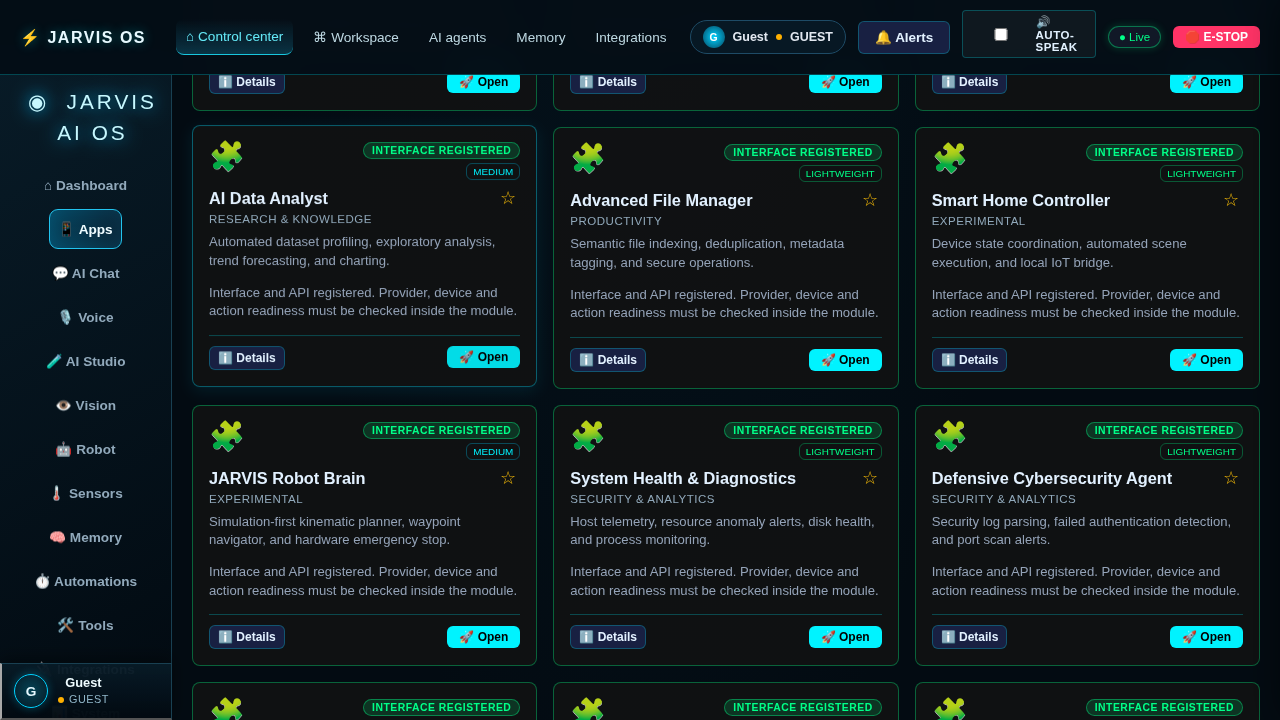 ⚡ JARVIS OS
⌂ Control center
⌘ Workspace
AI agents
Memory
Integrations
G Guest GUEST
🔔 Alerts
🔊 AUTO-SPEAK
● Live
🛑 E-STOP
◉ JARVIS
AI OS
⌂ Dashboard
📱 Apps
💬 AI Chat
🎙️ Voice
🧪 AI Studio
👁️ Vision
🤖 Robot
🌡️ Sensors
🧠 Memory
⏱️ Automations
🛠️ Tools
Integrations
G Guest
GUEST
ℹ️ Details 🚀 Open
ℹ️ Details 🚀 Open
ℹ️ Details 🚀 Open
🧩 INTERFACE REGISTERED
MEDIUM
AI Data Analyst ☆
RESEARCH & KNOWLEDGE
Automated dataset profiling, exploratory analysis,
trend forecasting, and charting.
Interface and API registered. Provider, device and
action readiness must be checked inside the module.
ℹ️ Details 🚀 Open
🧩 INTERFACE REGISTERED
LIGHTWEIGHT
Advanced File Manager ☆
PRODUCTIVITY
Semantic file indexing, deduplication, metadata
tagging, and secure operations.
Interface and API registered. Provider, device and
action readiness must be checked inside the module.
ℹ️ Details 🚀 Open
🧩 INTERFACE REGISTERED
LIGHTWEIGHT
Smart Home Controller ☆
EXPERIMENTAL
Device state coordination, automated scene
execution, and local IoT bridge.
Interface and API registered. Provider, device and
action readiness must be checked inside the module.
ℹ️ Details 🚀 Open
🧩 INTERFACE REGISTERED
MEDIUM
JARVIS Robot Brain ☆
EXPERIMENTAL
Simulation-first kinematic planner, waypoint
navigator, and hardware emergency stop.
Interface and API registered. Provider, device and
action readiness must be checked inside the module.
ℹ️ Details 🚀 Open
🧩 INTERFACE REGISTERED
LIGHTWEIGHT
System Health & Diagnostics ☆
SECURITY & ANALYTICS
Host telemetry, resource anomaly alerts, disk health,
and process monitoring.
Interface and API registered. Provider, device and
action readiness must be checked inside the module.
ℹ️ Details 🚀 Open
🧩 INTERFACE REGISTERED
LIGHTWEIGHT
Defensive Cybersecurity Agent ☆
SECURITY & ANALYTICS
Security log parsing, failed authentication detection,
and port scan alerts.
Interface and API registered. Provider, device and
action readiness must be checked inside the module.
ℹ️ Details 🚀 Open
🧩 INTERFACE REGISTERED
🧩 INTERFACE REGISTERED
🧩 INTERFACE REGISTERED